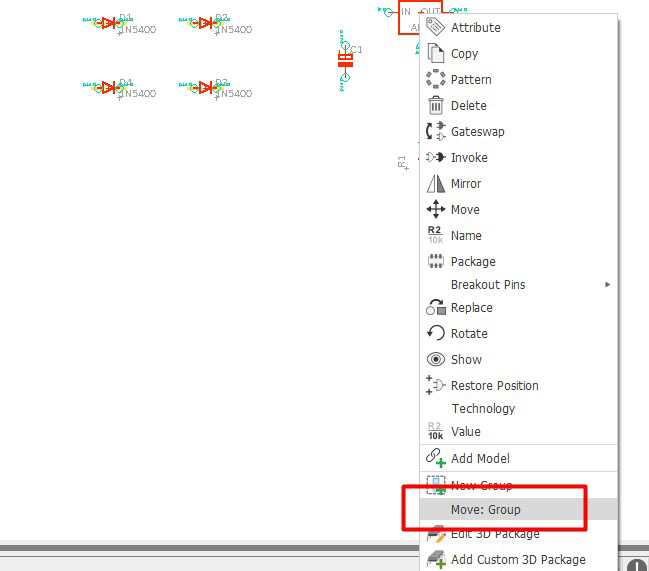 D1
1N5400
D2
1N5400
C1
IN OUT
D4
1N5400
D3
1N5400
R1
Attribute
Copy
Pattern
Delete
Gateswap
Invoke
Mirror
Move
R2
10k
Name
Package
Breakout Pins
Replace
Rotate
Show
Restore Position
Technology
R2
10k
Value
Add Model
New Group
Move: Group
Edit 3D Package
Add Custom 3D Package